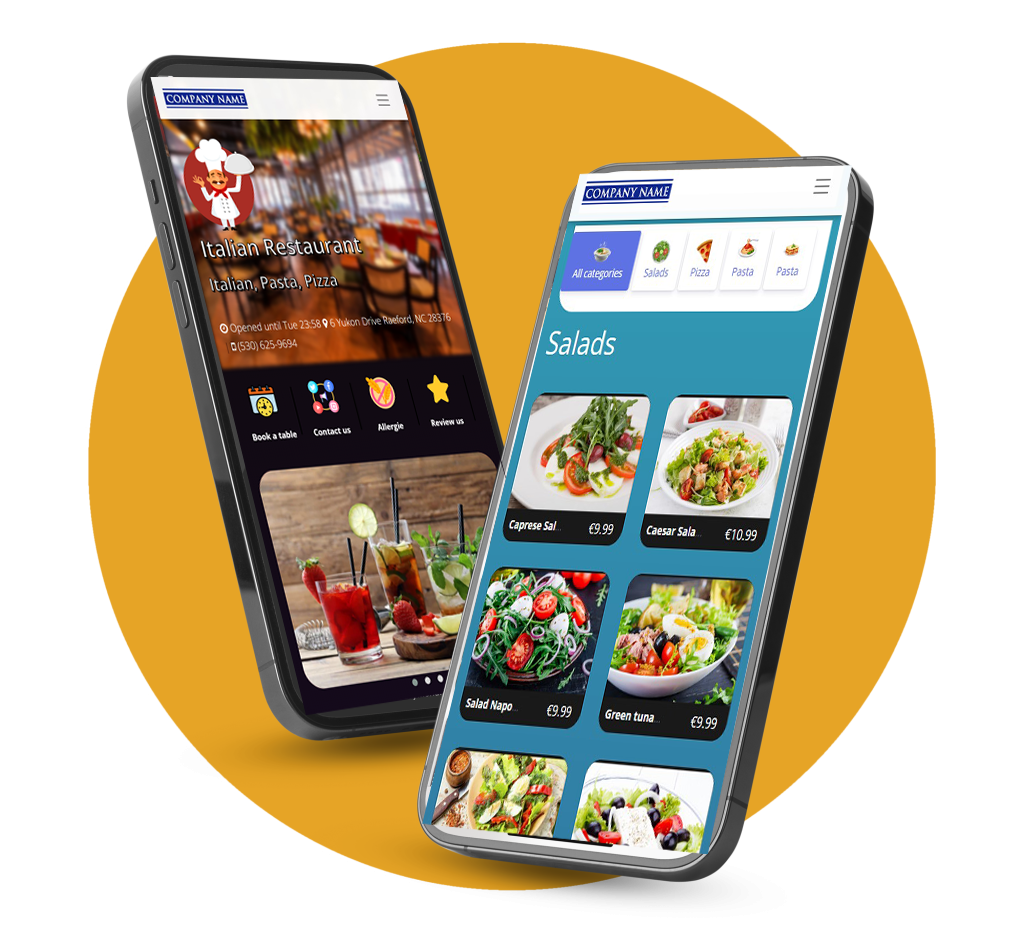 COMPANY NAME
Italian Restaurant
Italian, Pasta, Pizza
Opened until Tue 23:58 6 Yukon Drive Raeford, NC 28376
(530) 625-9694
Book a table
Contact us
Allergie
Review us
COMPANY NAME
All categories
Salads
Pizza
Pasta
Pasta
Salads
Caprese Sal... €9.99
Caesar Sala... €10.99
Salad Napo... €9.99
Green tuna... €9.99